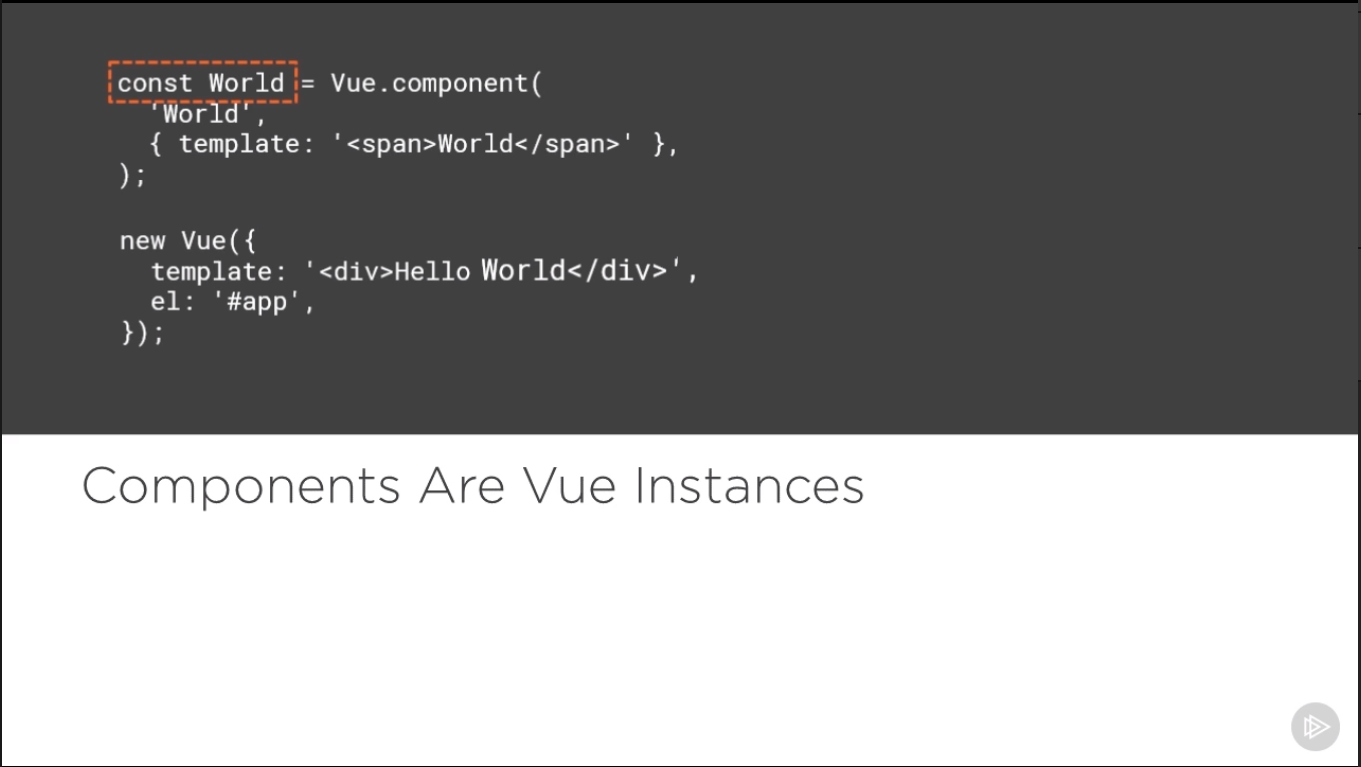 const World = Vue.component(
'World',
{ template: '<span>World</span>' },
);
new Vue({
template: '<div>Hello World</div>',
el: '#app',
});
Components Are Vue Instances